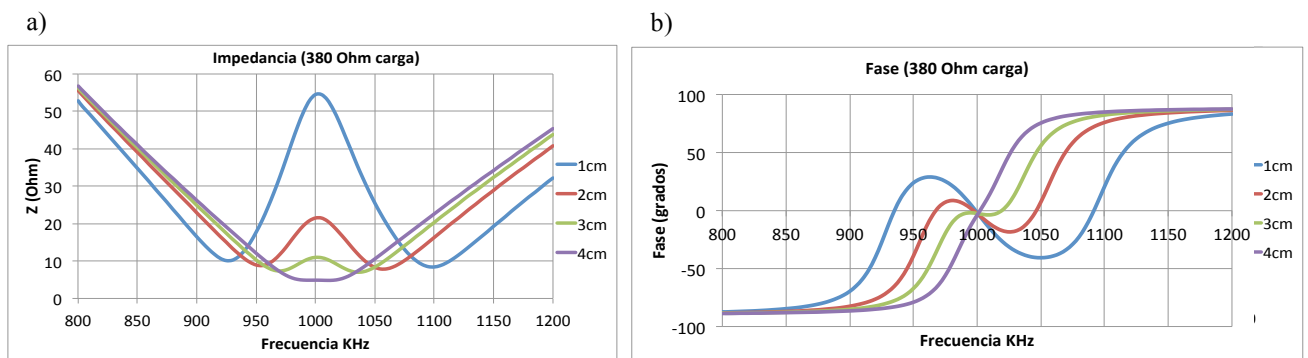 a)
Impedancia (380 Ohm carga)
Z (Ohm)
60
50
40
30
20
10
0
800 850 900 950 1000 1050 1100 1150 1200
Frecuencia KHz
1cm
2cm
3cm
4cm
b)
Fase (380 Ohm carga)
Fase (grados)
100
50
0
-50
-100
800 850 900 950 1000 1050 1100 1150 1200
Frecuencia KHz
1cm
2cm
3cm
4cm